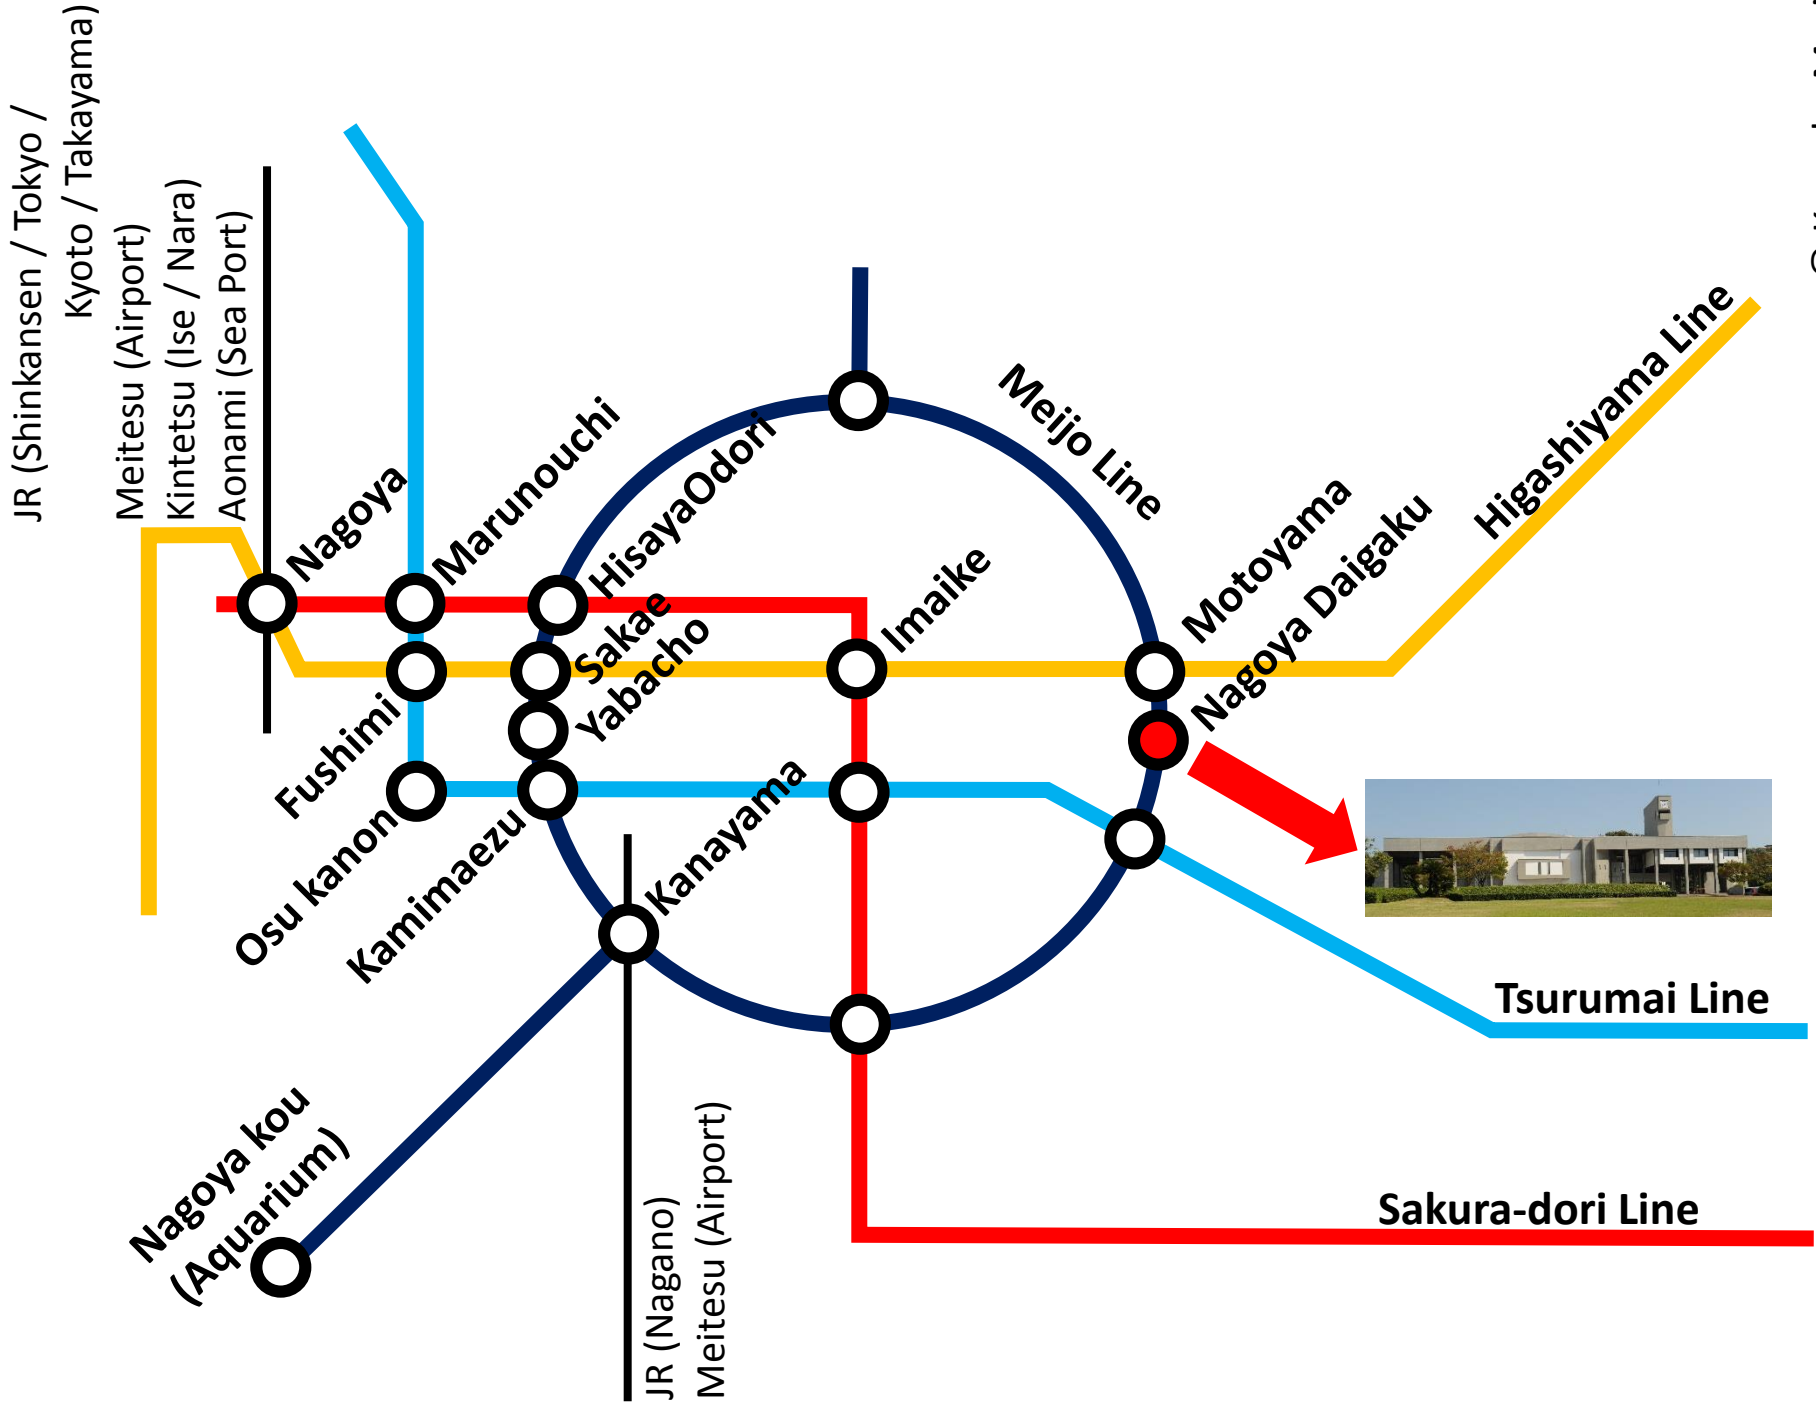 JR (Shinkansen / Tokyo /
Kyoto / Takayama)
Meitesu (Airport)
Kintetsu (Ise / Nara)
Aonami (Sea Port)
Nagoya
Marunouchi
HisayaOdori
Sakae
Yabacho
Imaike
Meijo Line
Motoyama
Nagoya Daigaku
Higashiyama Line
Fushimi
Osu kanon
Kamimaezu
Kanayama
Tsurumai Line
Nagoya kou
(Aquarium)
JR (Nagano)
Meitesu (Airport)
Sakura-dori Line